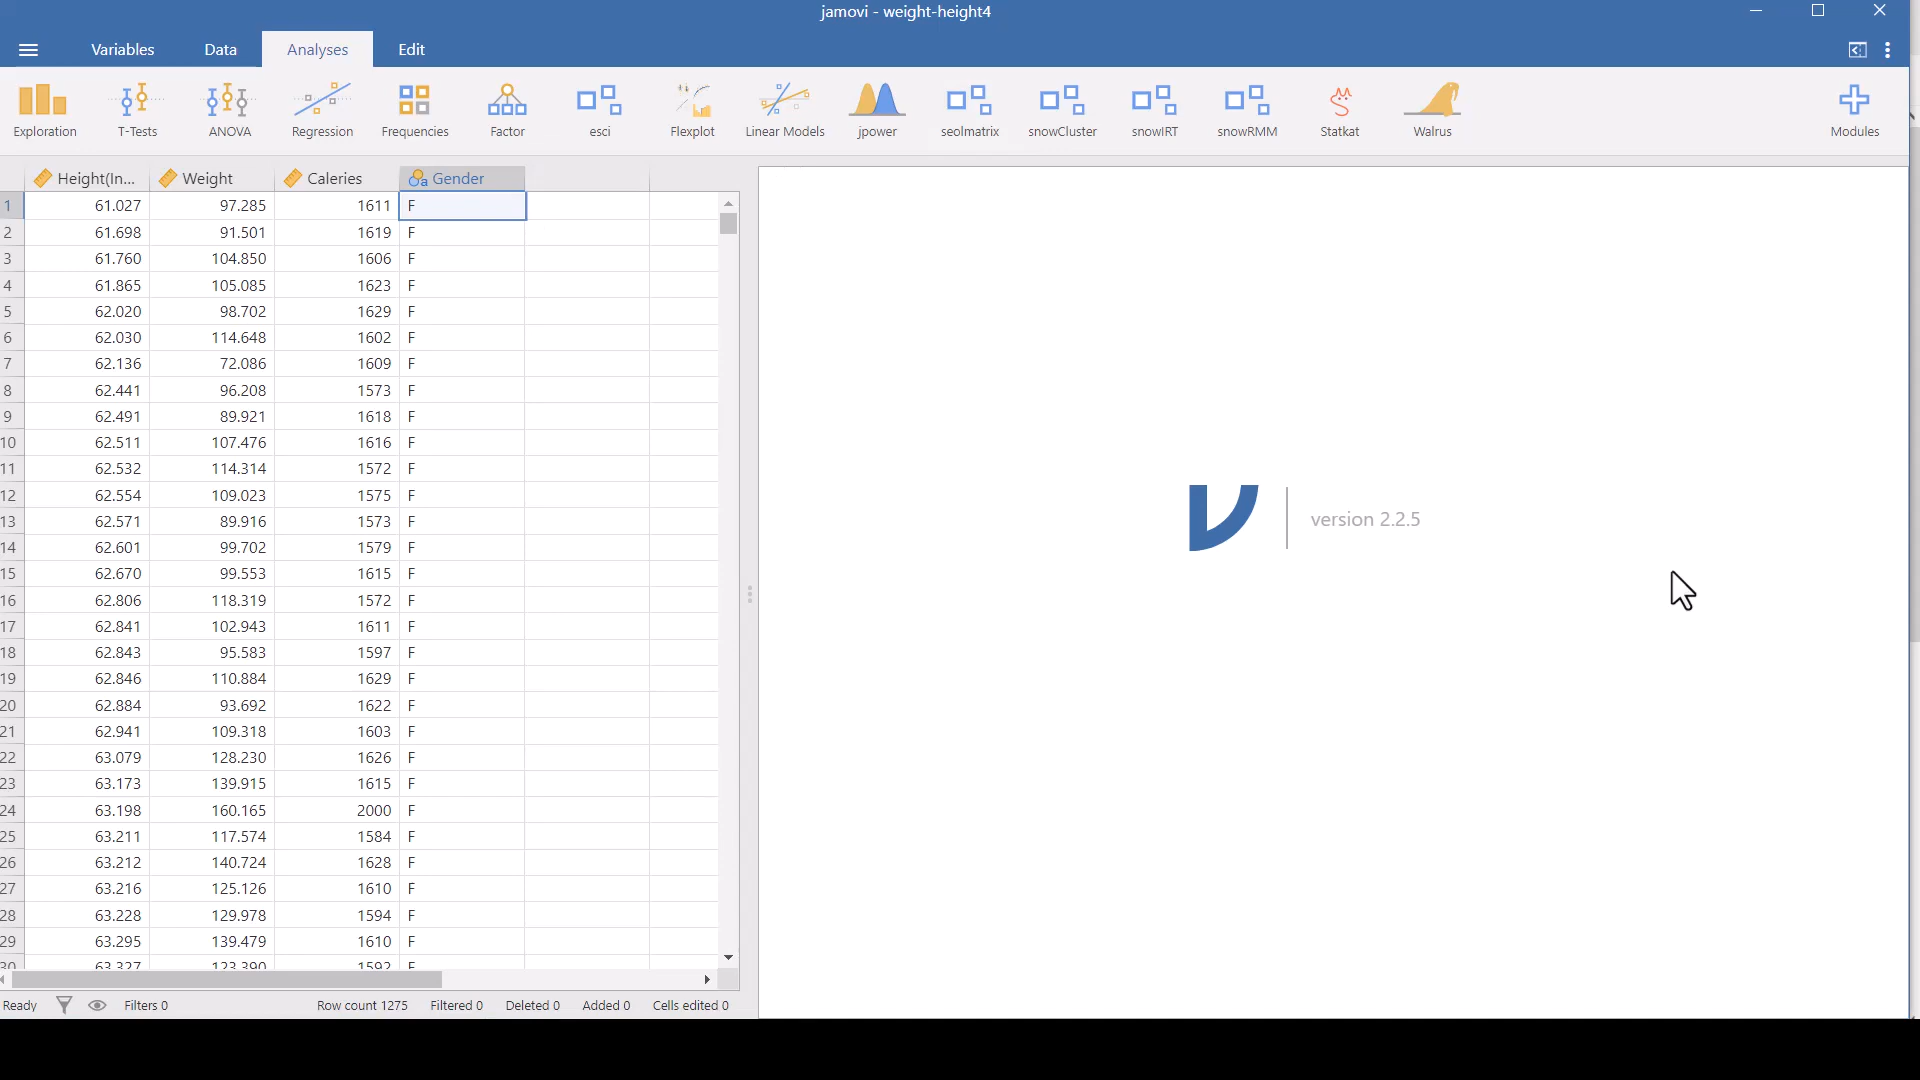 jamovi - weight-height4
Variables Data Analyses Edit
Exploration T-Tests ANOVA Regression Frequencies Factor esci Flexplot Linear Models jpower seolmatrix snowCluster snowIRT snowRMM Statkat Walrus Modules
Height(In... Weight Caleries Gender
1 61.027 97.285 1611 F
2 61.698 91.501 1619 F
3 61.760 104.850 1606 F
4 61.865 105.085 1623 F
5 62.020 98.702 1629 F
6 62.030 114.648 1602 F
7 62.136 72.086 1609 F
8 62.441 96.208 1573 F
9 62.491 89.921 1618 F
10 62.511 107.476 1616 F
11 62.532 114.314 1572 F
12 62.554 109.023 1575 F
13 62.571 89.916 1573 F
14 62.601 99.702 1579 F
15 62.670 99.553 1615 F
16 62.806 118.319 1572 F
17 62.841 102.943 1611 F
18 62.843 95.583 1597 F
19 62.846 110.884 1629 F
20 62.884 93.692 1622 F
21 62.941 109.318 1603 F
22 63.079 128.230 1626 F
23 63.173 139.915 1615 F
24 63.198 160.165 2000 F
25 63.211 117.574 1584 F
26 63.212 140.724 1628 F
27 63.216 125.126 1610 F
28 63.228 129.978 1594 F
29 63.295 139.479 1610 F
30 63.327 123.390 1592 F
version 2.2.5
Ready Filters 0 Row count 1275 Filtered 0 Deleted 0 Added 0 Cells edited 0